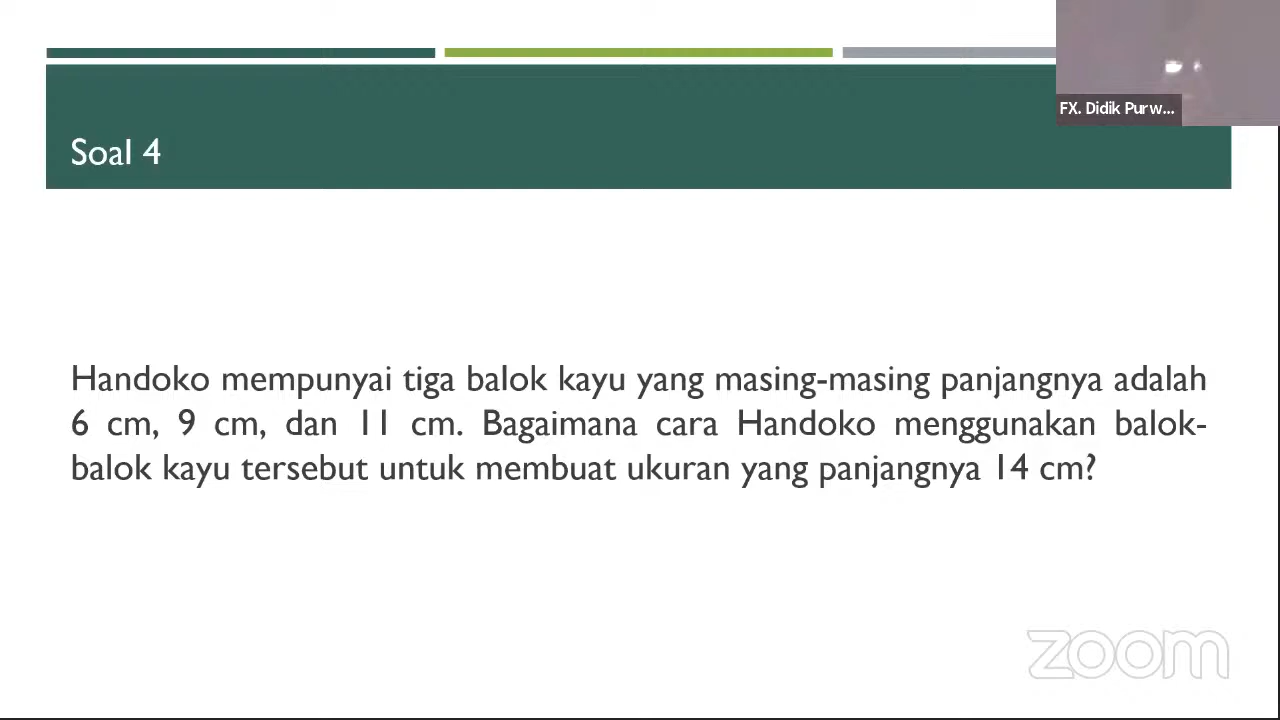 FX. Didik Purw...
Soal 4
Handoko mempunyai tiga balok kayu yang masing-masing panjangnya adalah
6 cm, 9 cm, dan 11 cm. Bagaimana cara Handoko menggunakan balok-
balok kayu tersebut untuk membuat ukuran yang panjangnya 14 cm?
zoom